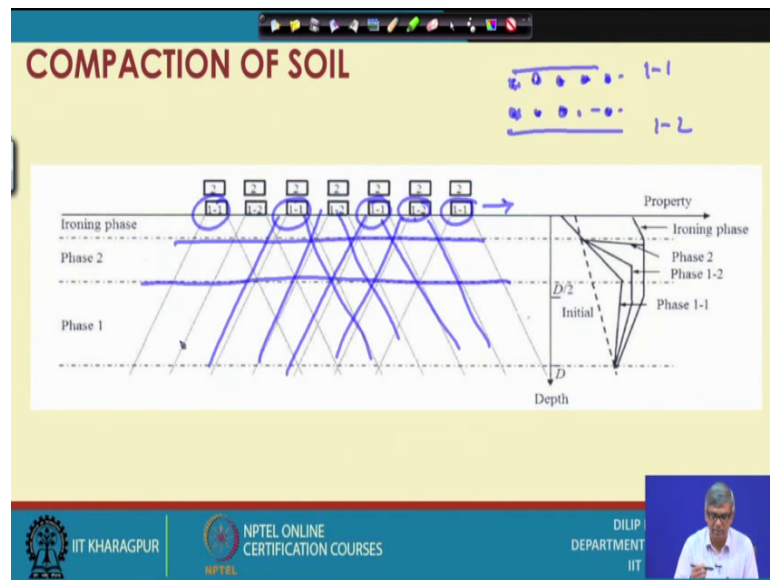 COMPACTION OF SOIL
1-1
1-2
2 2 2 2 2 2 2
1-1 1-2 1-1 1-2 1-1 1-2 1-1
Property
Ironing phase
Ironing phase
Phase 2
Phase 2
Phase 1-2
D/2
Initial
Phase 1-1
Phase 1
D
Depth
IIT KHARAGPUR
NPTEL
NPTEL ONLINE
CERTIFICATION COURSES
DILIP
DEPARTMENT
IIT